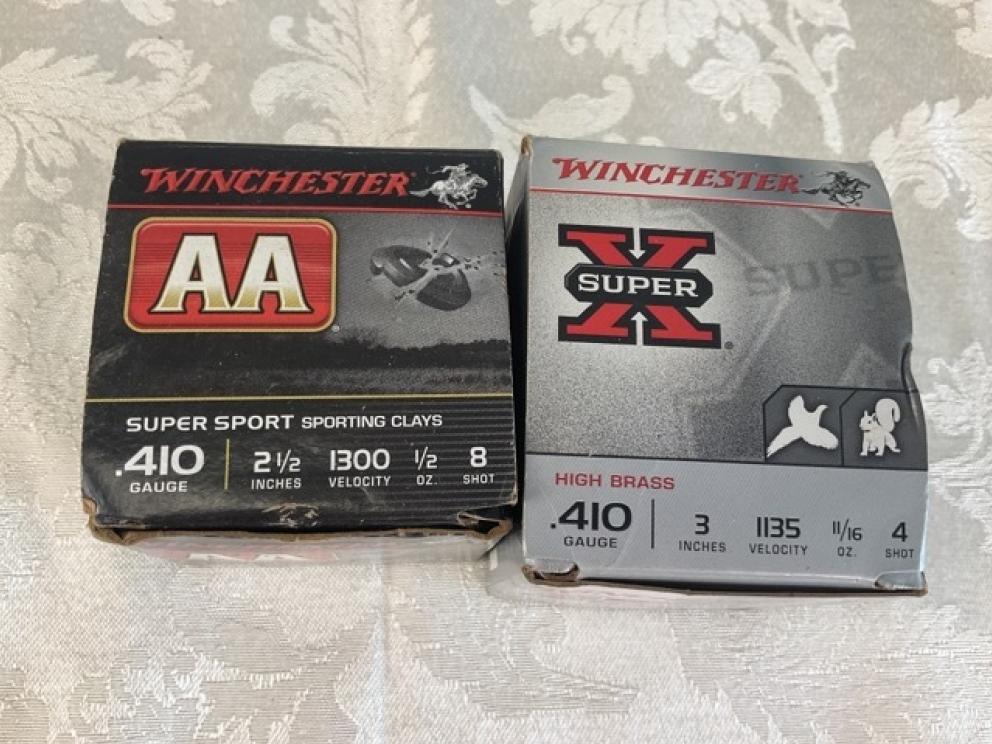 WINCHESTER
AA
SUPER SPORT SPORTING CLAYS
.410 GAUGE
2 1/2 INCHES
1300 VELOCITY
1/2 OZ.
8 SHOT
AA
WINCHESTER
SUPER X
SUPE
HIGH BRASS
.410 GAUGE
3 INCHES
1135 VELOCITY
11/16 OZ.
4 SHOT